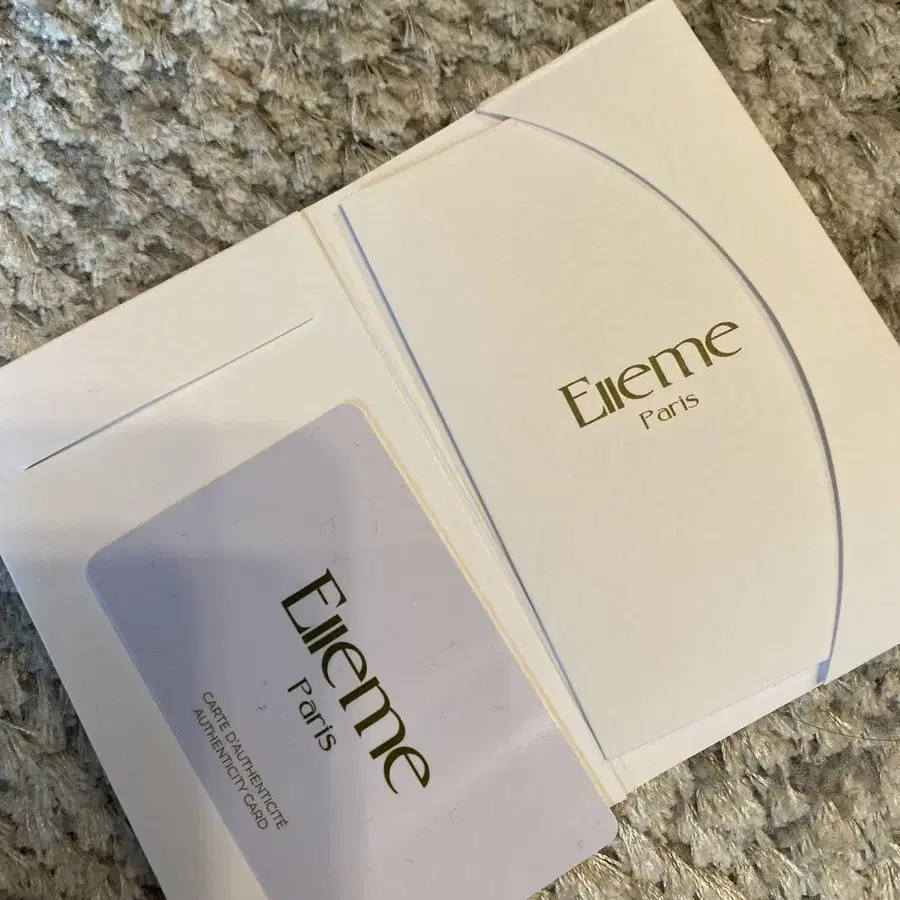 Elleme
Paris
Elleme
Paris
CARTE D'AUTHENTICITÉ
AUTHENTICITY CARD